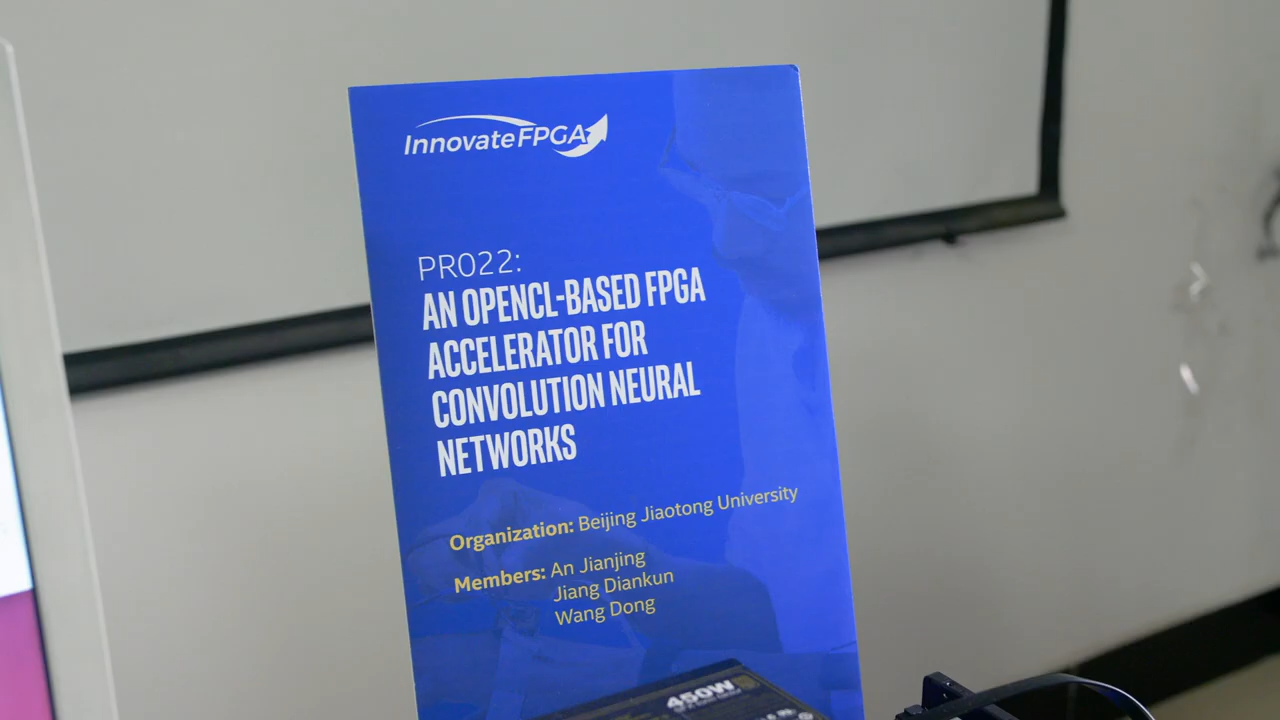 InnovateFPGA
PR022:
AN OPENCL-BASED FPGA
ACCELERATOR FOR
CONVOLUTION NEURAL
NETWORKS
Organization: Beijing Jiaotong University
Members: An Jianjing
Jiang Diankun
Wang Dong
450W